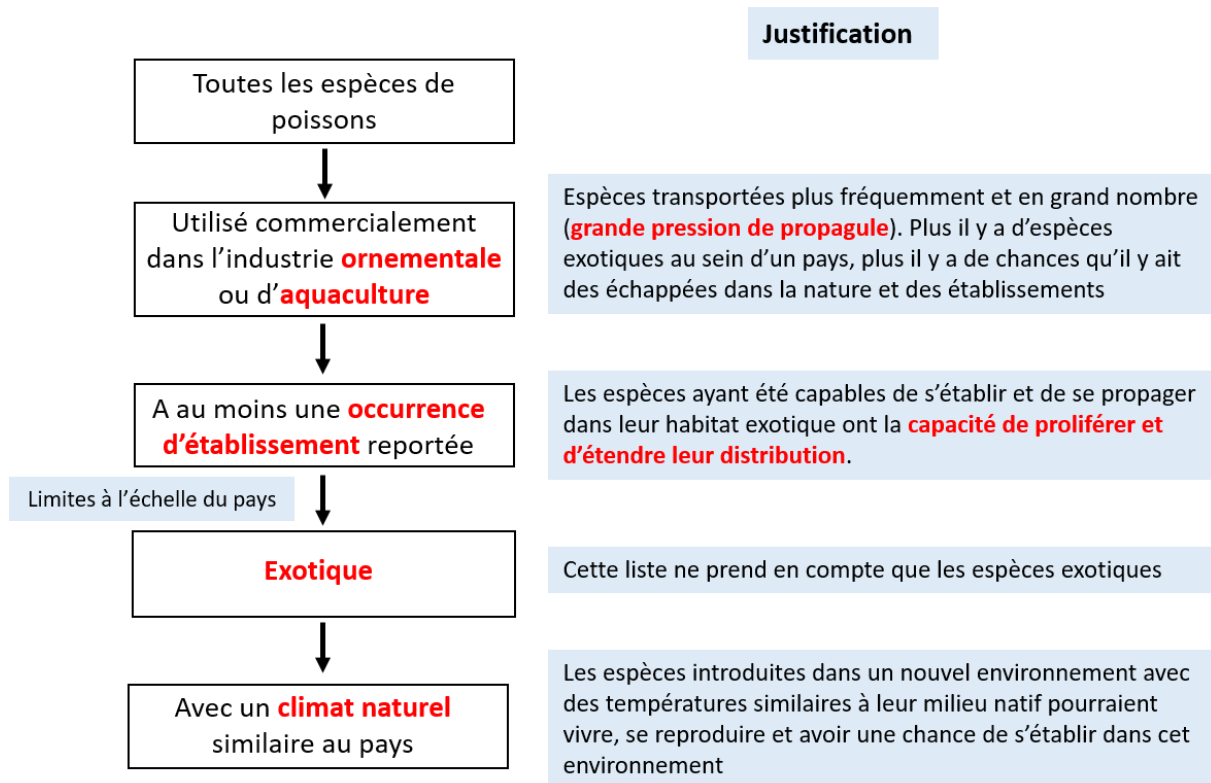 Justification
Toutes les espèces de
poissons
Utilisé commercialement
dans l'industrie ornementale
ou d'aquaculture
Espèces transportées plus fréquemment et en grand nombre
(grande pression de propagule). Plus il y a d'espèces
exotiques au sein d'un pays, plus il y a de chances qu'il y ait
des échappées dans la nature et des établissements
A au moins une occurrence
d'établissement reportée
Les espèces ayant été capables de s'établir et de se propager
dans leur habitat exotique ont la capacité de proliférer et
d'étendre leur distribution.
Limites à l'échelle du pays
Exotique
Cette liste ne prend en compte que les espèces exotiques
Avec un climat naturel
similaire au pays
Les espèces introduites dans un nouvel environnement avec
des températures similaires à leur milieu natif pourraient
vivre, se reproduire et avoir une chance de s'établir dans cet
environnement